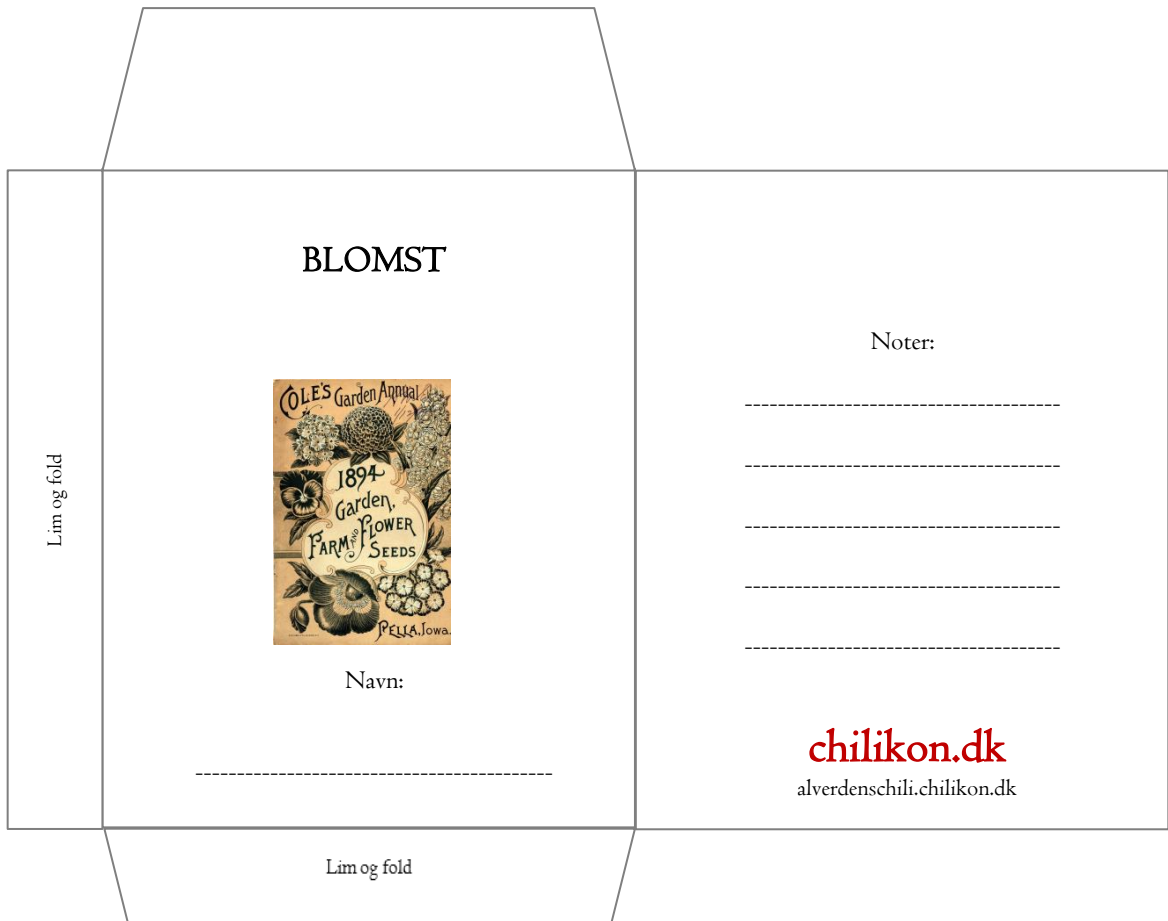 BLOMST
COLE'S Garden Annual
1894
Garden,
FARM AND FLOWER
SEEDS
PELLA, Iowa.
Navn:
Lim og fold
Lim og fold
Noter:
chilikon.dk
alverdenschili.chilikon.dk